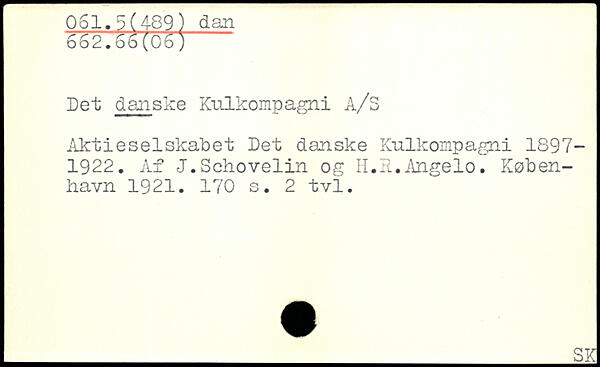 061.5(489) dan
662.66(06)
Det danske Kulkompagni A/S
Aktieselskabet Det danske Kulkompagni 1897-
1922. Af J.Schovelin og H.R.Angelo. Køben-
havn 1921. 170 s. 2 tvl.
SK